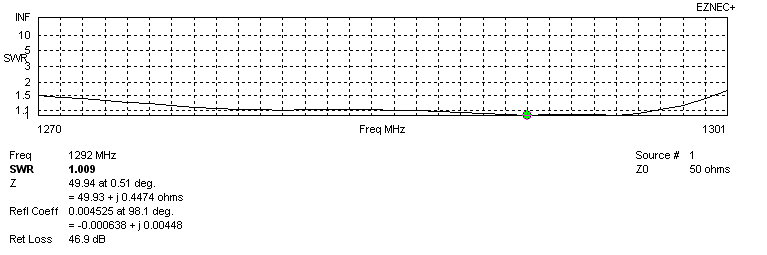 EZNEC+
INF
10
5
SWR
3
2
1.5
1.1
1270 Freq MHz 1301
Freq 1292 MHz Source # 1
SWR 1.009 Z0 50 ohms
Z 49.94 at 0.51 deg.
= 49.93 + j 0.4474 ohms
Refl Coeff 0.004525 at 98.1 deg.
= -0.000638 + j 0.00448
Ret Loss 46.9 dB